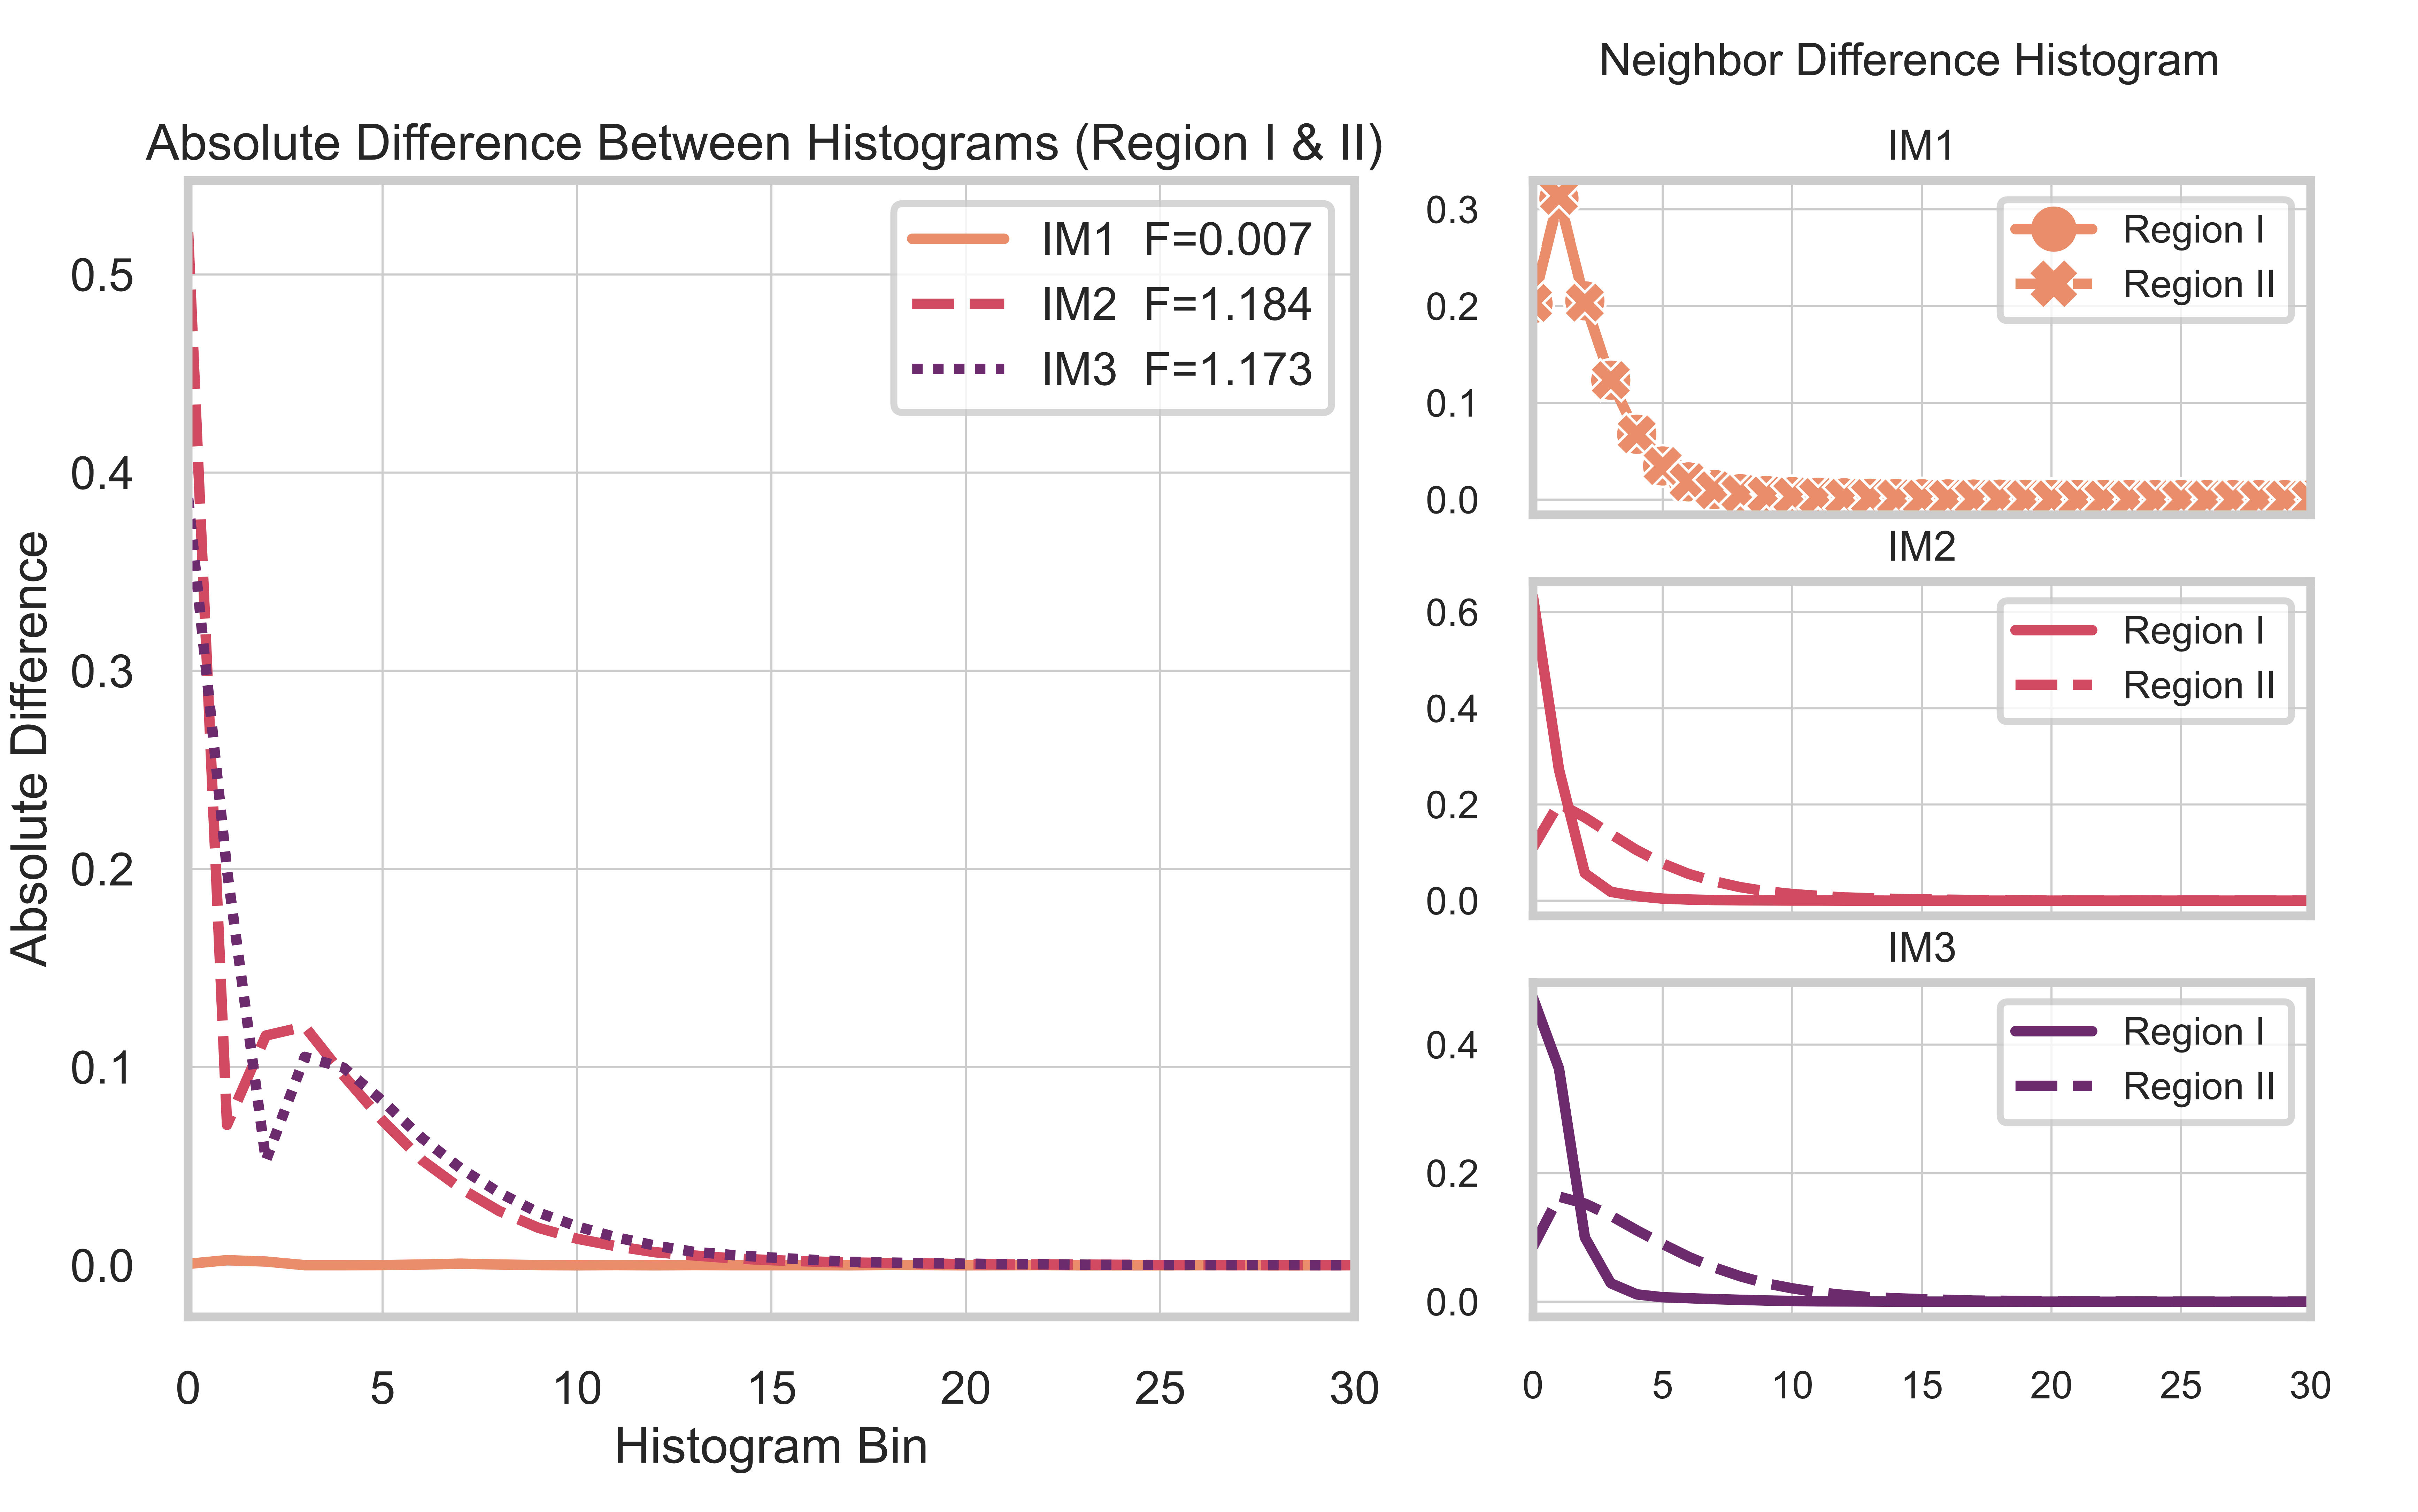 Absolute Difference Between Histograms (Region I & II)
Absolute Difference
0.5
0.4
0.3
0.2
0.1
0.0
IM1 F=0.007
IM2 F=1.184
IM3 F=1.173
0 5 10 15 20 25 30
Histogram Bin
Neighbor Difference Histogram
IM1
0.3
0.2
0.1
0.0
Region I
Region II
IM2
0.6
0.4
0.2
0.0
Region I
Region II
IM3
0.4
0.2
0.0
Region I
Region II
0 5 10 15 20 25 30